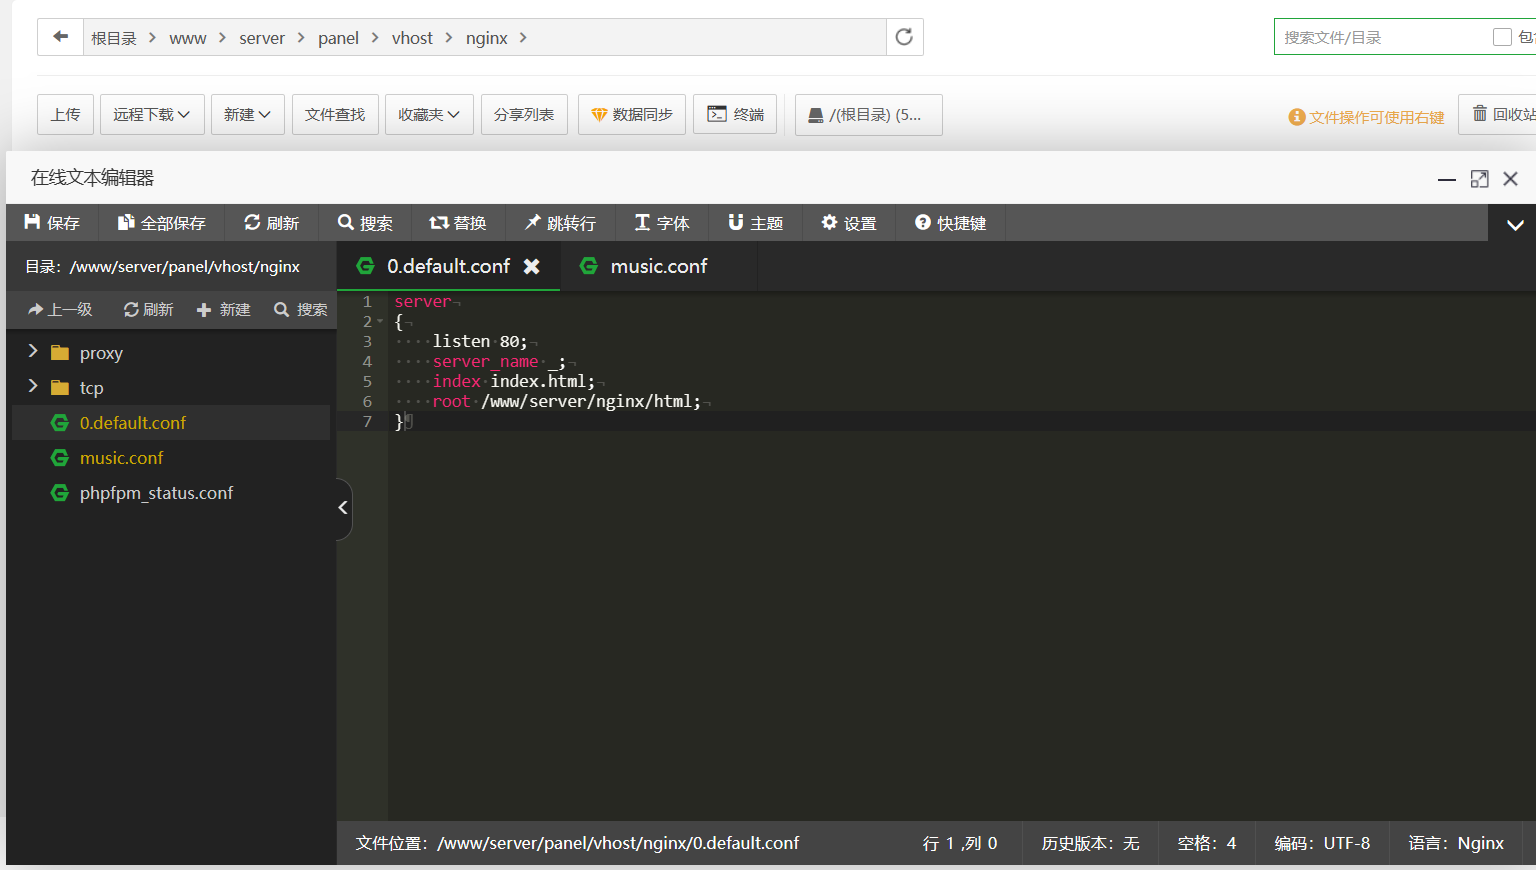 根目录 www server panel vhost nginx
搜索文件/目录
上传 远程下载 新建 文件查找 收藏夹 分享列表 数据同步 终端 /(根目录) (5... 文件操作可使用右键 回收站
在线文本编辑器
保存 全部保存 刷新 搜索 替换 跳转行 字体 主题 设置 快捷键
目录：/www/server/panel/vhost/nginx
0.default.conf music.conf
上一级 刷新 新建 搜索
proxy
tcp
0.default.conf
music.conf
phpfpm_status.conf
1 server
2 {
3 listen 80;
4 server_name _;
5 index index.html;
6 root /www/server/nginx/html;
7 }
文件位置：/www/server/panel/vhost/nginx/0.default.conf 行 1 ,列 0 历史版本：无 空格：4 编码：UTF-8 语言：Nginx